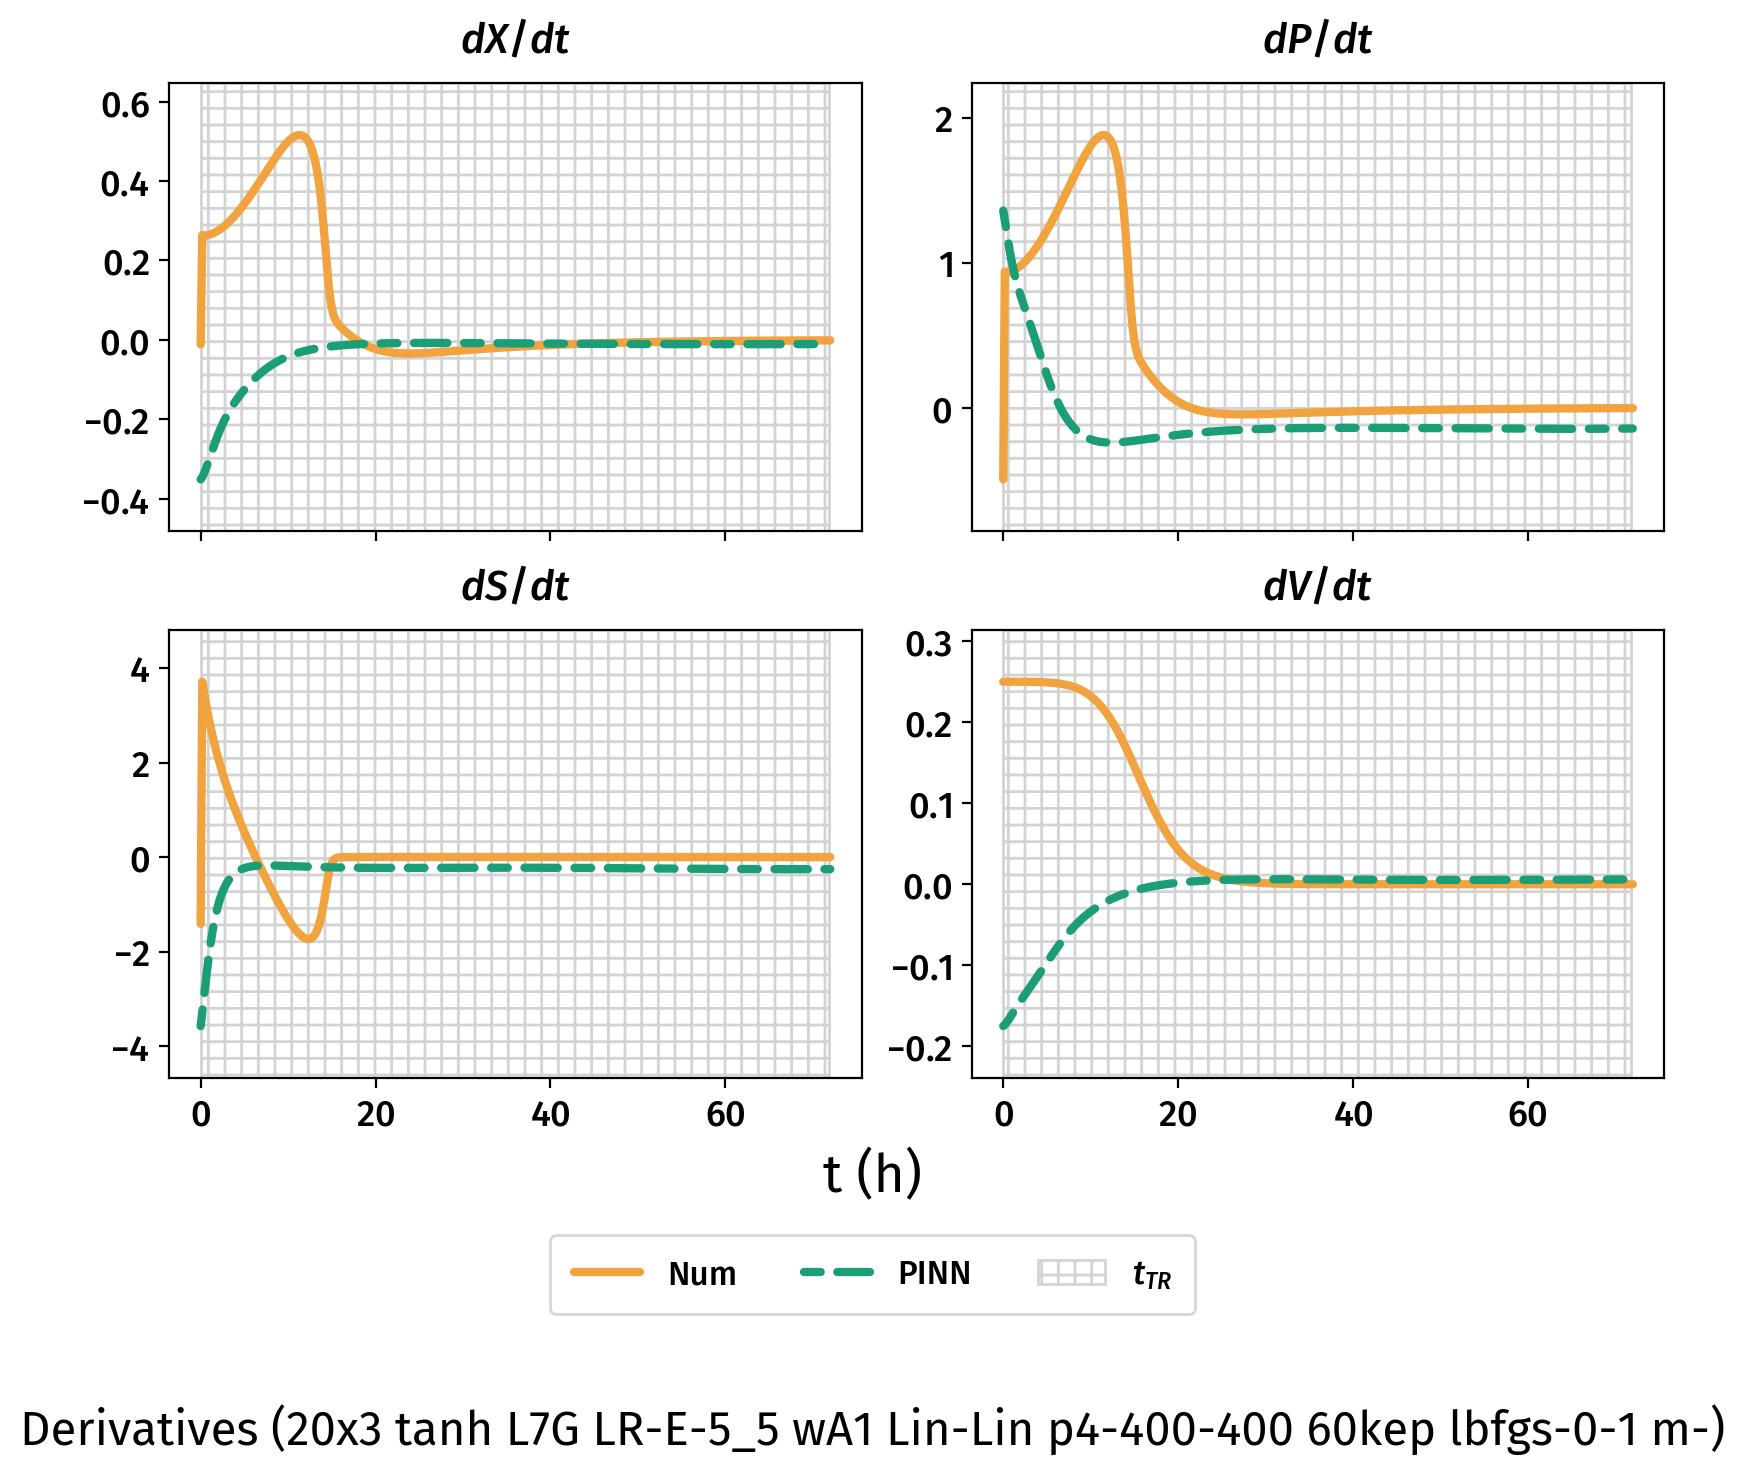 dX/dt
dP/dt
0.6
0.4
0.2
0.0
−0.2
−0.4
2
1
0
dS/dt
dV/dt
4
2
0
−2
−4
0.3
0.2
0.1
0.0
−0.1
−0.2
0 20 40 60
0 20 40 60
t (h)
Num PINN tTR
Derivatives (20x3 tanh L7G LR-E-5_5 wA1 Lin-Lin p4-400-400 60kep lbfgs-0-1 m-)